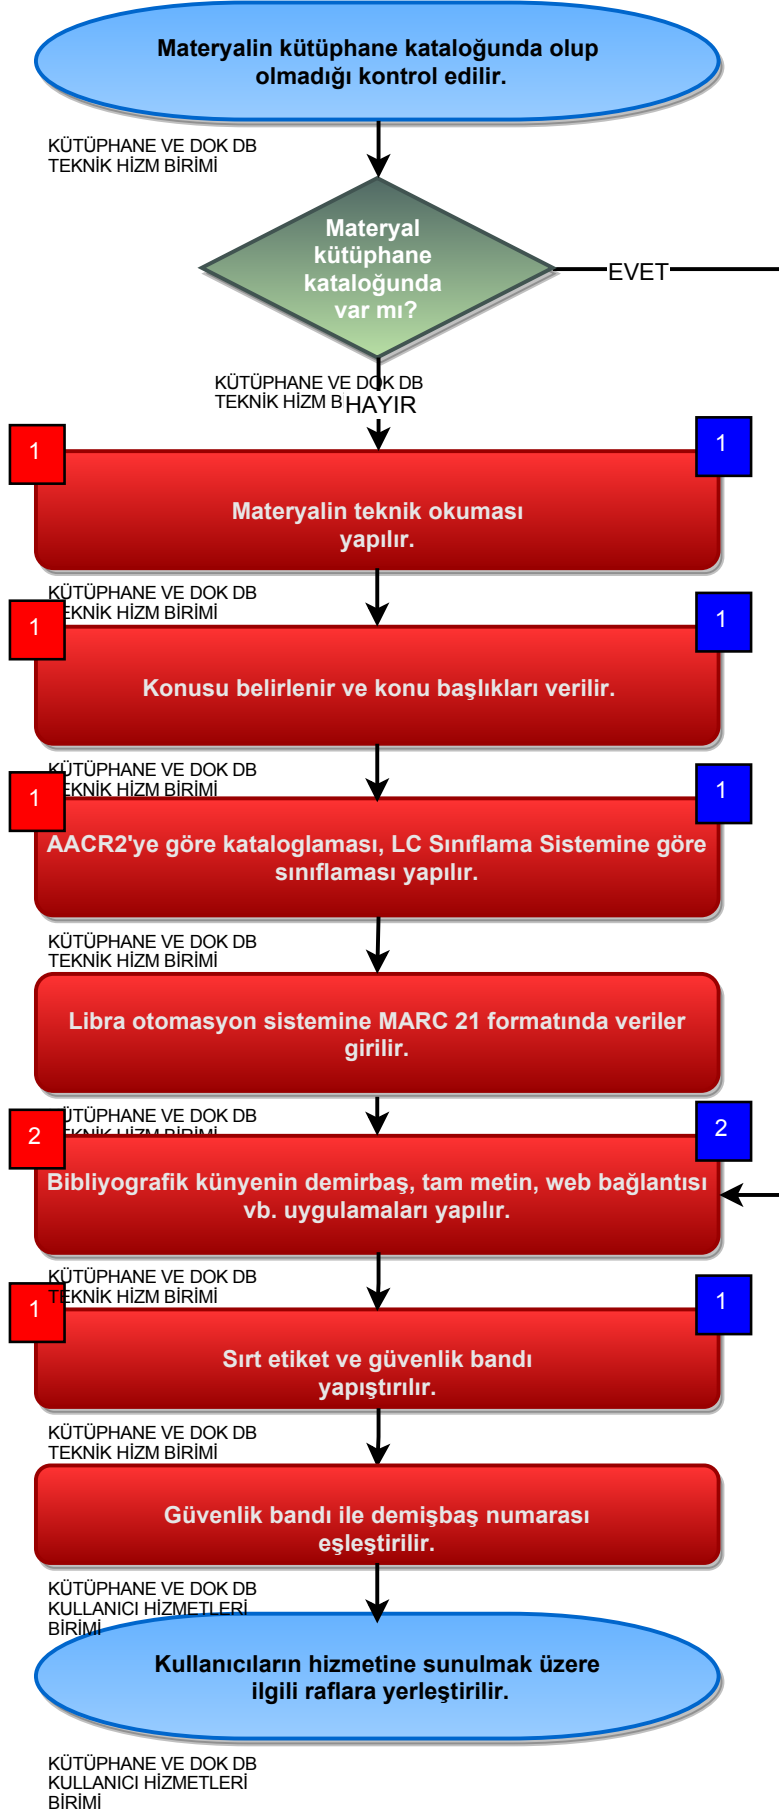 Materyalin kütüphane kataloğunda olup
olmadığı kontrol edilir.
KÜTÜPHANE VE DOK DB
TEKNİK HİZM BİRİMİ
Materyal
kütüphane
kataloğunda
var mı?
EVET
KÜTÜPHANE VE DOK DB
TEKNİK HİZM
HAYIR
1
1
Materyalin teknik okuması
yapılır.
KÜTÜPHANE VE DOK DB
TEKNİK HİZM BİRİMİ
1
1
Konusu belirlenir ve konu başlıkları verilir.
KÜTÜPHANE VE DOK DB
TEKNİK HİZM BİRİMİ
1
1
AACR2'ye göre kataloglaması, LC Sınıflama Sistemine göre
sınıflaması yapılır.
KÜTÜPHANE VE DOK DB
TEKNİK HİZM BİRİMİ
Libra otomasyon sistemine MARC 21 formatında veriler
girilir.
KÜTÜPHANE VE DOK DB
TEKNİK HİZM BİRİMİ
2
2
Bibliyografik künyenin demirbaş, tam metin, web bağlantısı
vb. uygulamaları yapılır.
KÜTÜPHANE VE DOK DB
TEKNİK HİZM BİRİMİ
1
1
Sırt etiket ve güvenlik bandı
yapıştırılır.
KÜTÜPHANE VE DOK DB
TEKNİK HİZM BİRİMİ
Güvenlik bandı ile demişbaş numarası
eşleştirilir.
KÜTÜPHANE VE DOK DB
KULLANICI HİZMETLERİ
BİRİMİ
Kullanıcıların hizmetine sunulmak üzere
ilgili raflara yerleştirilir.
KÜTÜPHANE VE DOK DB
KULLANICI HİZMETLERİ
BİRİMİ